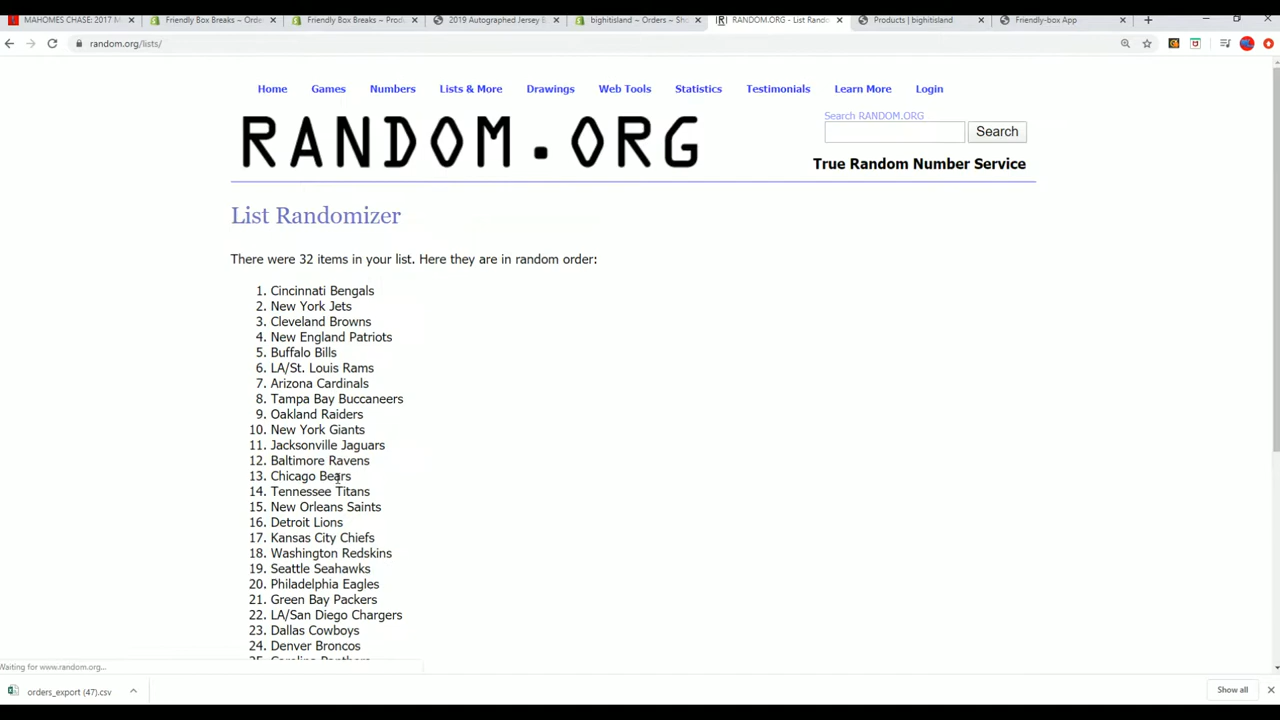 MAHOMES CHASE: 2017 M
Friendly Box Breaks ~ Orde
Friendly Box Breaks ~ Prod
2019 Autographed Jersey B
bighitisland ~ Orders ~ Sho
RANDOM.ORG - List Rando
Products | bighitisland
Friendly-box App
random.org/lists/
Home Games Numbers Lists & More Drawings Web Tools Statistics Testimonials Learn More Login
Search RANDOM.ORG
RANDOM.ORG
Search
True Random Number Service
List Randomizer
There were 32 items in your list. Here they are in random order:
1. Cincinnati Bengals
2. New York Jets
3. Cleveland Browns
4. New England Patriots
5. Buffalo Bills
6. LA/St. Louis Rams
7. Arizona Cardinals
8. Tampa Bay Buccaneers
9. Oakland Raiders
10. New York Giants
11. Jacksonville Jaguars
12. Baltimore Ravens
13. Chicago Bears
14. Tennessee Titans
15. New Orleans Saints
16. Detroit Lions
17. Kansas City Chiefs
18. Washington Redskins
19. Seattle Seahawks
20. Philadelphia Eagles
21. Green Bay Packers
22. LA/San Diego Chargers
23. Dallas Cowboys
24. Denver Broncos
25. Carolina Panthers
Waiting for www.random.org...
orders_export (47).csv
Show all